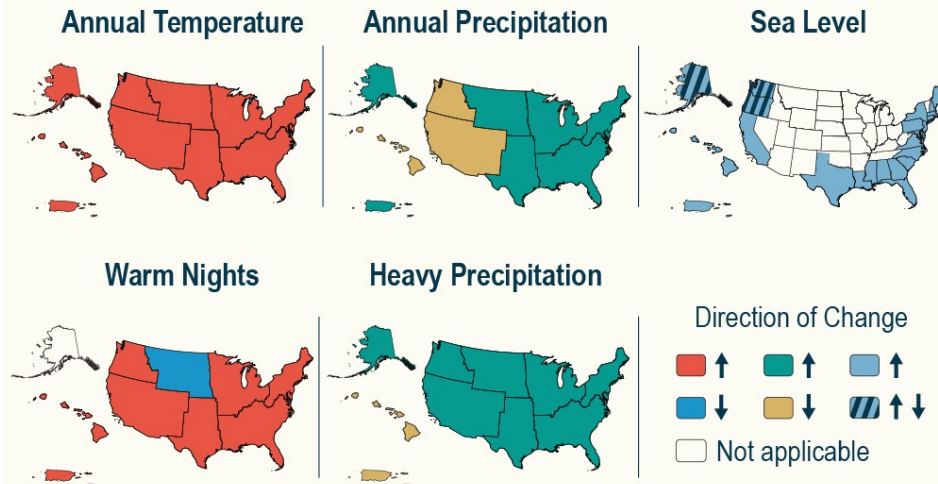 Annual Temperature
Annual Precipitation
Sea Level
Warm Nights
Heavy Precipitation
Direction of Change
Not applicable